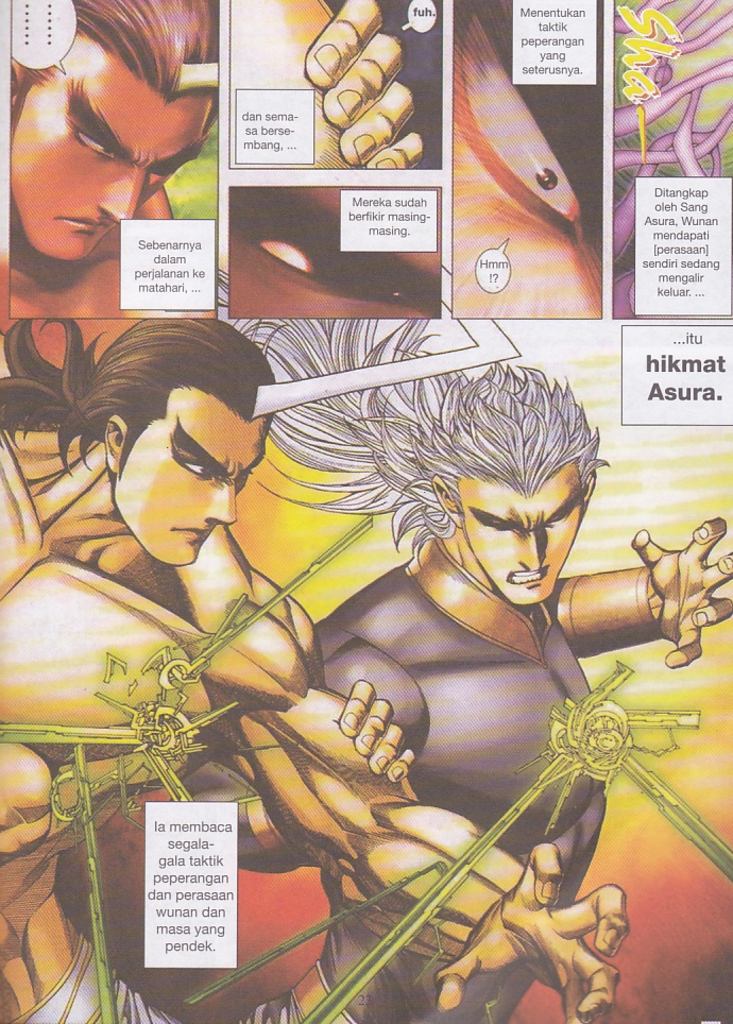 ........
Sebenarnya
dalam
perjalanan ke
matahari, ...
fuh.
dan sema-
sa berse-
mbang, ...
Mereka sudah
berfikir masing-
masing.
Menentukan
taktik
peperangan
yang
seterusnya.
Hmm
!?
Sha
Ditangkap
oleh Sang
Asura, Wunan
mendapati
[perasaan]
sendiri sedang
mengalir
keluar. ...
...itu
hikmat
Asura.
Ia membaca
segala-
gala taktik
peperangan
dan perasaan
wunan dan
masa yang
pendek.